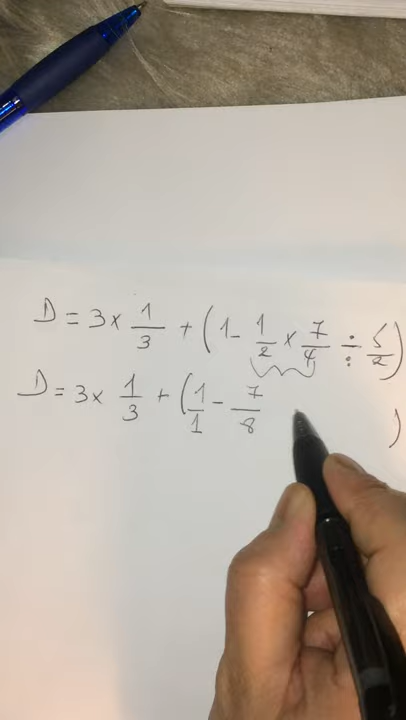 D = 3 × 1/3 + (1 - 1/2 × 7/4 ÷ 5/2)
D = 3 × 1/3 + (1/1 - 7/8 )